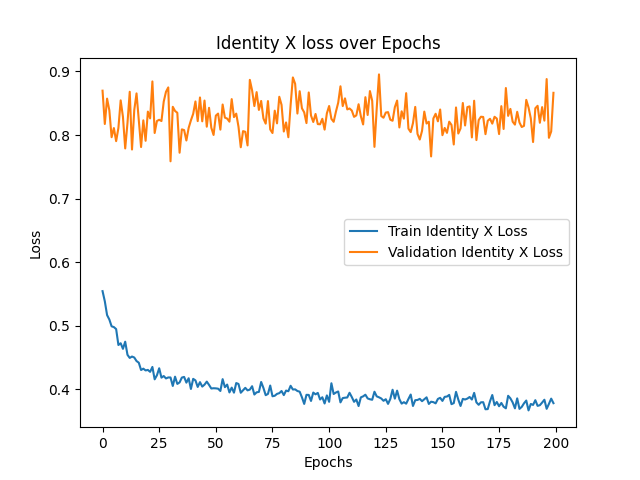 Identity X loss over Epochs
0.9
0.8
0.7
0.6
0.5
0.4
Loss
Train Identity X Loss
Validation Identity X Loss
0 25 50 75 100 125 150 175 200
Epochs